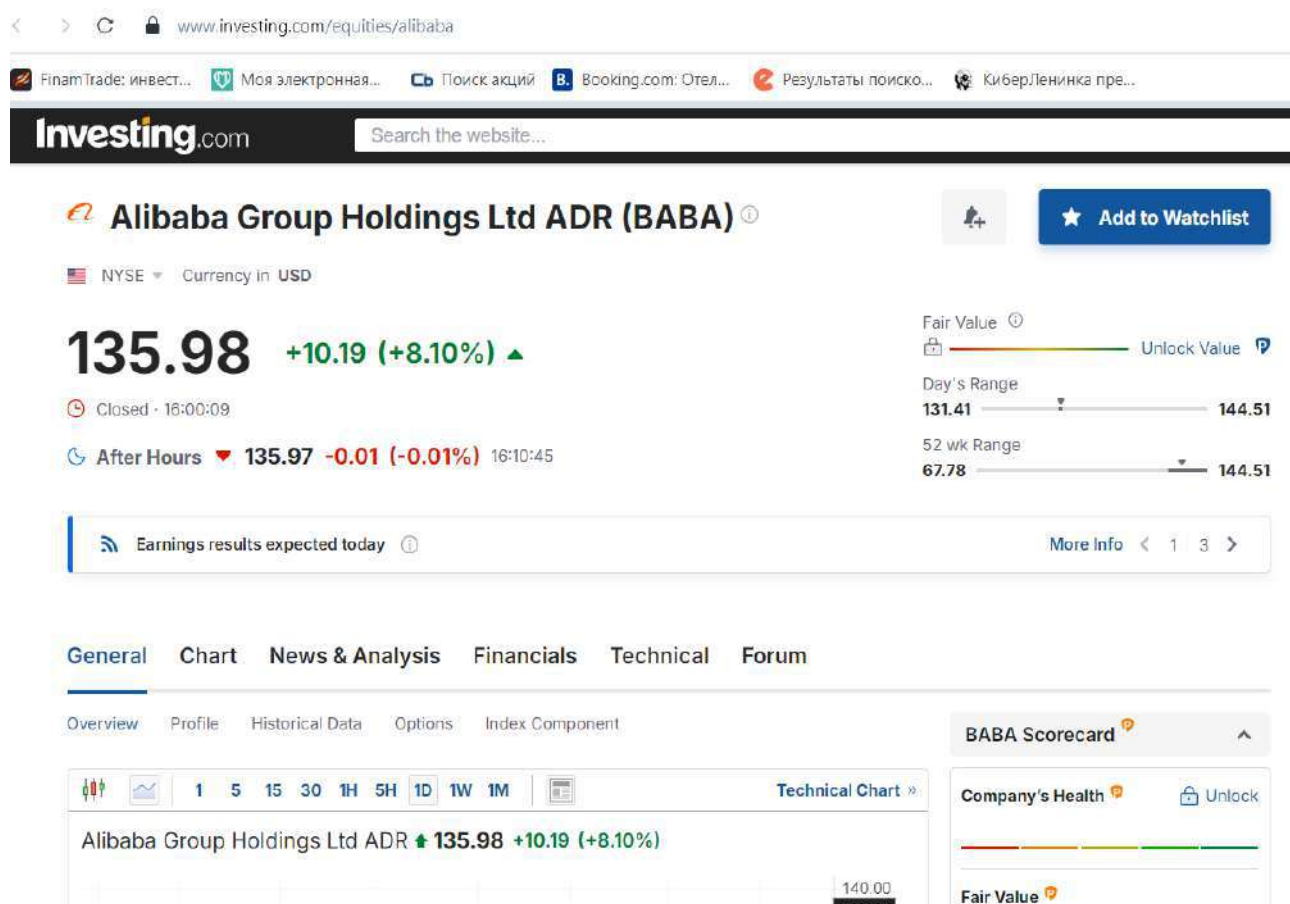 www.investing.com/equities/alibaba
FinamTrade: инвест... Моя электронная... Сь Поиск акций B. Booking.com: Отел... Результаты поиско... КиберЛенинка пре...
Investing.com Search the website...
Alibaba Group Holdings Ltd ADR (BABA)
Add to Watchlist
NYSE Currency in USD
135.98 +10.19 (+8.10%)
Closed · 16:00:09
After Hours 135.97 -0.01 (-0.01%) 16:10:45
Fair Value
Unlock Value
Day's Range
131.41 144.51
52 wk Range
67.78 144.51
Earnings results expected today More Info < 1 3 >
General Chart News & Analysis Financials Technical Forum
Overview Profile Historical Data Options Index Component
1 5 15 30 1H 5H 1D 1W 1M Technical Chart »
Alibaba Group Holdings Ltd ADR 135.98 +10.19 (+8.10%)
140.00
BABA Scorecard
Company's Health Unlock
Fair Value